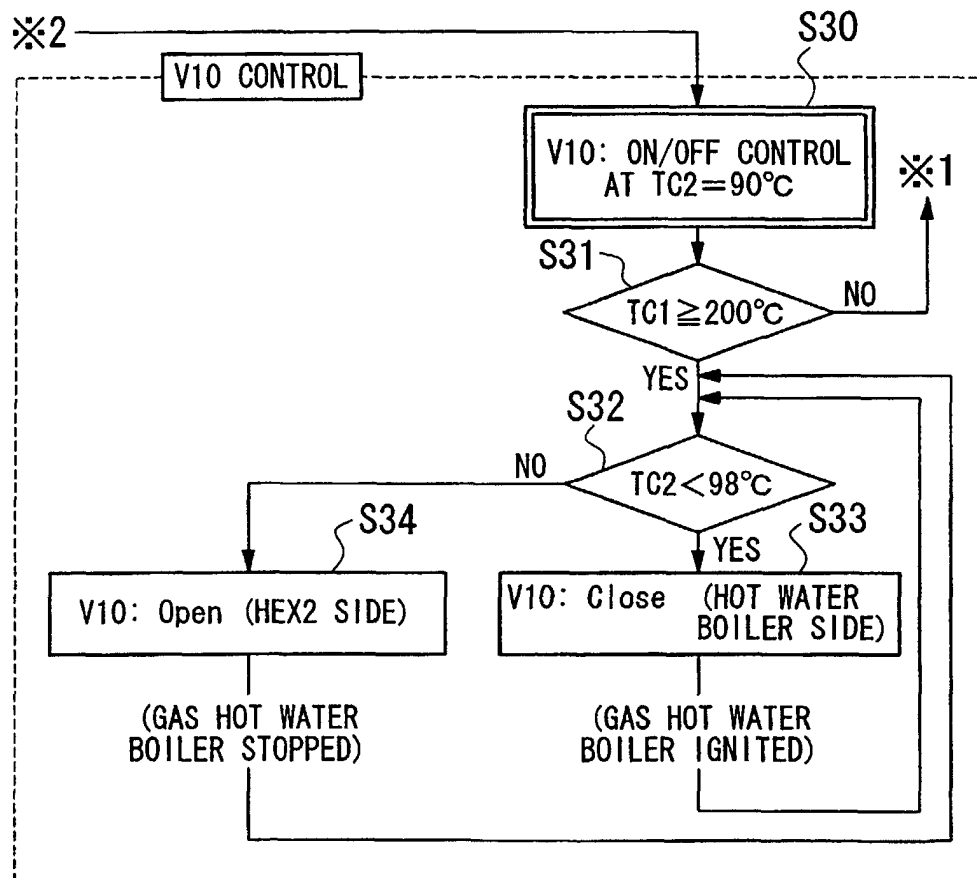 ※2
S30
V10 CONTROL
V10: ON/OFF CONTROL
AT TC2=90℃
※1
S31
TC1≧200℃
NO
YES
S32
NO
TC2<98℃
S34
YES
S33
V10: Open (HEX2 SIDE)
V10: Close (HOT WATER
BOILER SIDE)
(GAS HOT WATER
BOILER STOPPED)
(GAS HOT WATER
BOILER IGNITED)